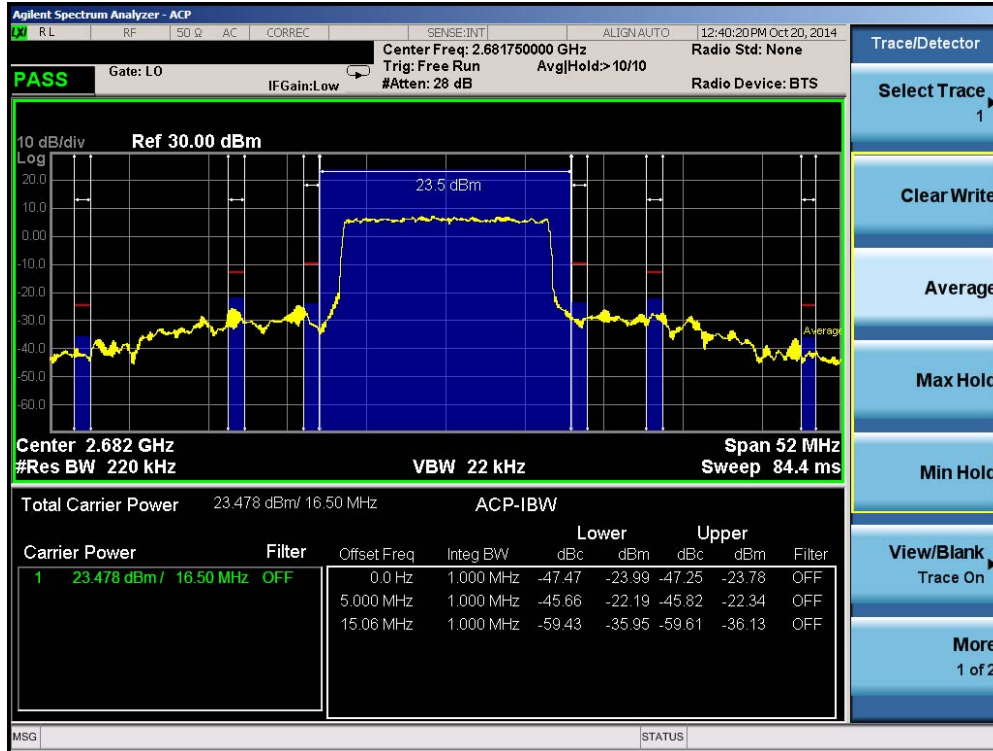 Agilent Spectrum Analyzer - ACP
LXI RL RF 50 Ω AC CORREC SENSE:INT ALIGN AUTO 12:40:20 PM Oct 20, 2014
Center Freq: 2.681750000 GHz Radio Std: None
Trig: Free Run Avg|Hold:>10/10
PASS Gate: LO IFGain:Low #Atten: 28 dB Radio Device: BTS
10 dB/div Ref 30.00 dBm
Log
20.0
23.5 dBm
10.0
0.00
-10.0
-20.0
-30.0
Average
-40.0
-50.0
-60.0
Center 2.682 GHz Span 52 MHz
#Res BW 220 kHz VBW 22 kHz Sweep 84.4 ms
Total Carrier Power 23.478 dBm/ 16.50 MHz ACP-IBW
Lower Upper
Carrier Power Filter Offset Freq Integ BW dBc dBm dBc dBm Filter
1 23.478 dBm / 16.50 MHz OFF 0.0 Hz 1.000 MHz -47.47 -23.99 -47.25 -23.78 OFF
5.000 MHz 1.000 MHz -45.66 -22.19 -45.82 -22.34 OFF
15.06 MHz 1.000 MHz -59.43 -35.95 -59.61 -36.13 OFF
MSG STATUS
Trace/Detector
Select Trace
1
Clear Write
Average
Max Hold
Min Hold
View/Blank
Trace On
More
1 of 2